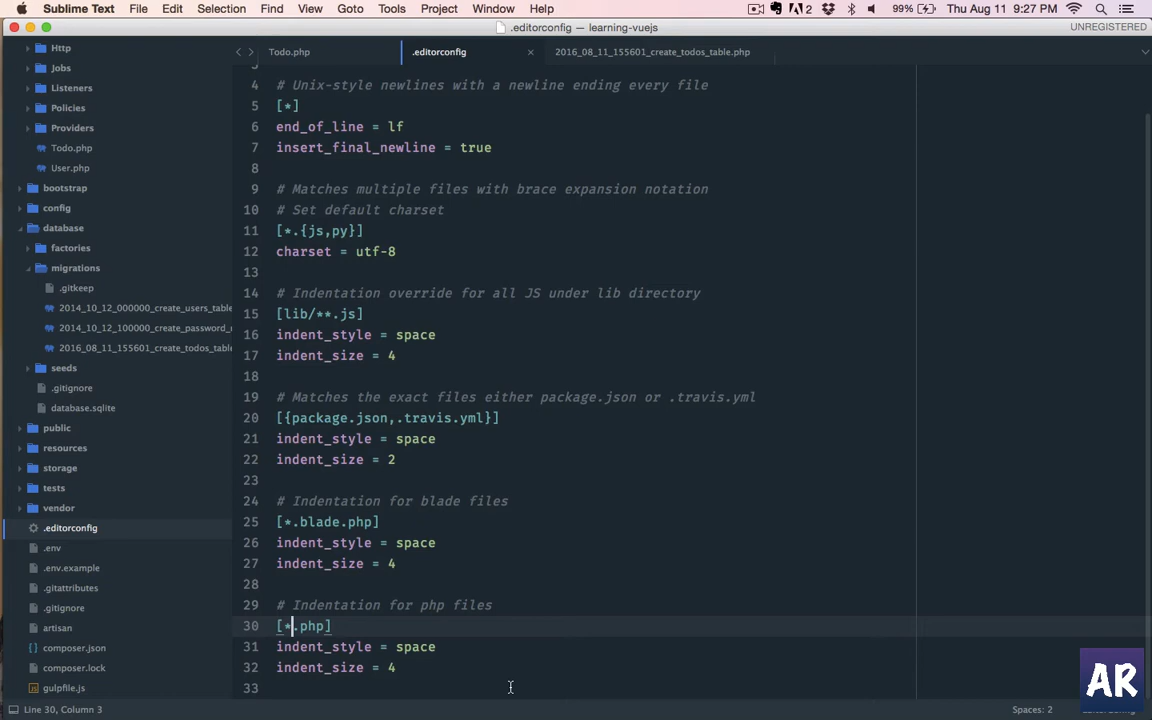 Sublime Text File Edit Selection Find View Goto Tools Project Window Help 2 99% Thu Aug 11 9:27 PM
.editorconfig — learning-vuejs UNREGISTERED
Todo.php .editorconfig × 2016_08_11_155601_create_todos_table.php
Http
Jobs
Listeners
Policies
Providers
Todo.php
User.php
bootstrap
config
database
factories
migrations
.gitkeep
2014_10_12_000000_create_users_table
2014_10_12_100000_create_password_r
2016_08_11_155601_create_todos_table
seeds
.gitignore
database.sqlite
public
resources
storage
tests
vendor
.editorconfig
.env
.env.example
.gitattributes
.gitignore
artisan
composer.json
composer.lock
gulpfile.js
4 # Unix-style newlines with a newline ending every file
5 [*]
6 end_of_line = lf
7 insert_final_newline = true
8
9 # Matches multiple files with brace expansion notation
10 # Set default charset
11 [*.{js,py}]
12 charset = utf-8
13
14 # Indentation override for all JS under lib directory
15 [lib/**.js]
16 indent_style = space
17 indent_size = 4
18
19 # Matches the exact files either package.json or .travis.yml
20 [{package.json,.travis.yml}]
21 indent_style = space
22 indent_size = 2
23
24 # Indentation for blade files
25 [*.blade.php]
26 indent_style = space
27 indent_size = 4
28
29 # Indentation for php files
30 [*.php]
31 indent_style = space
32 indent_size = 4
33
AR
Line 30, Column 3 Spaces: 2